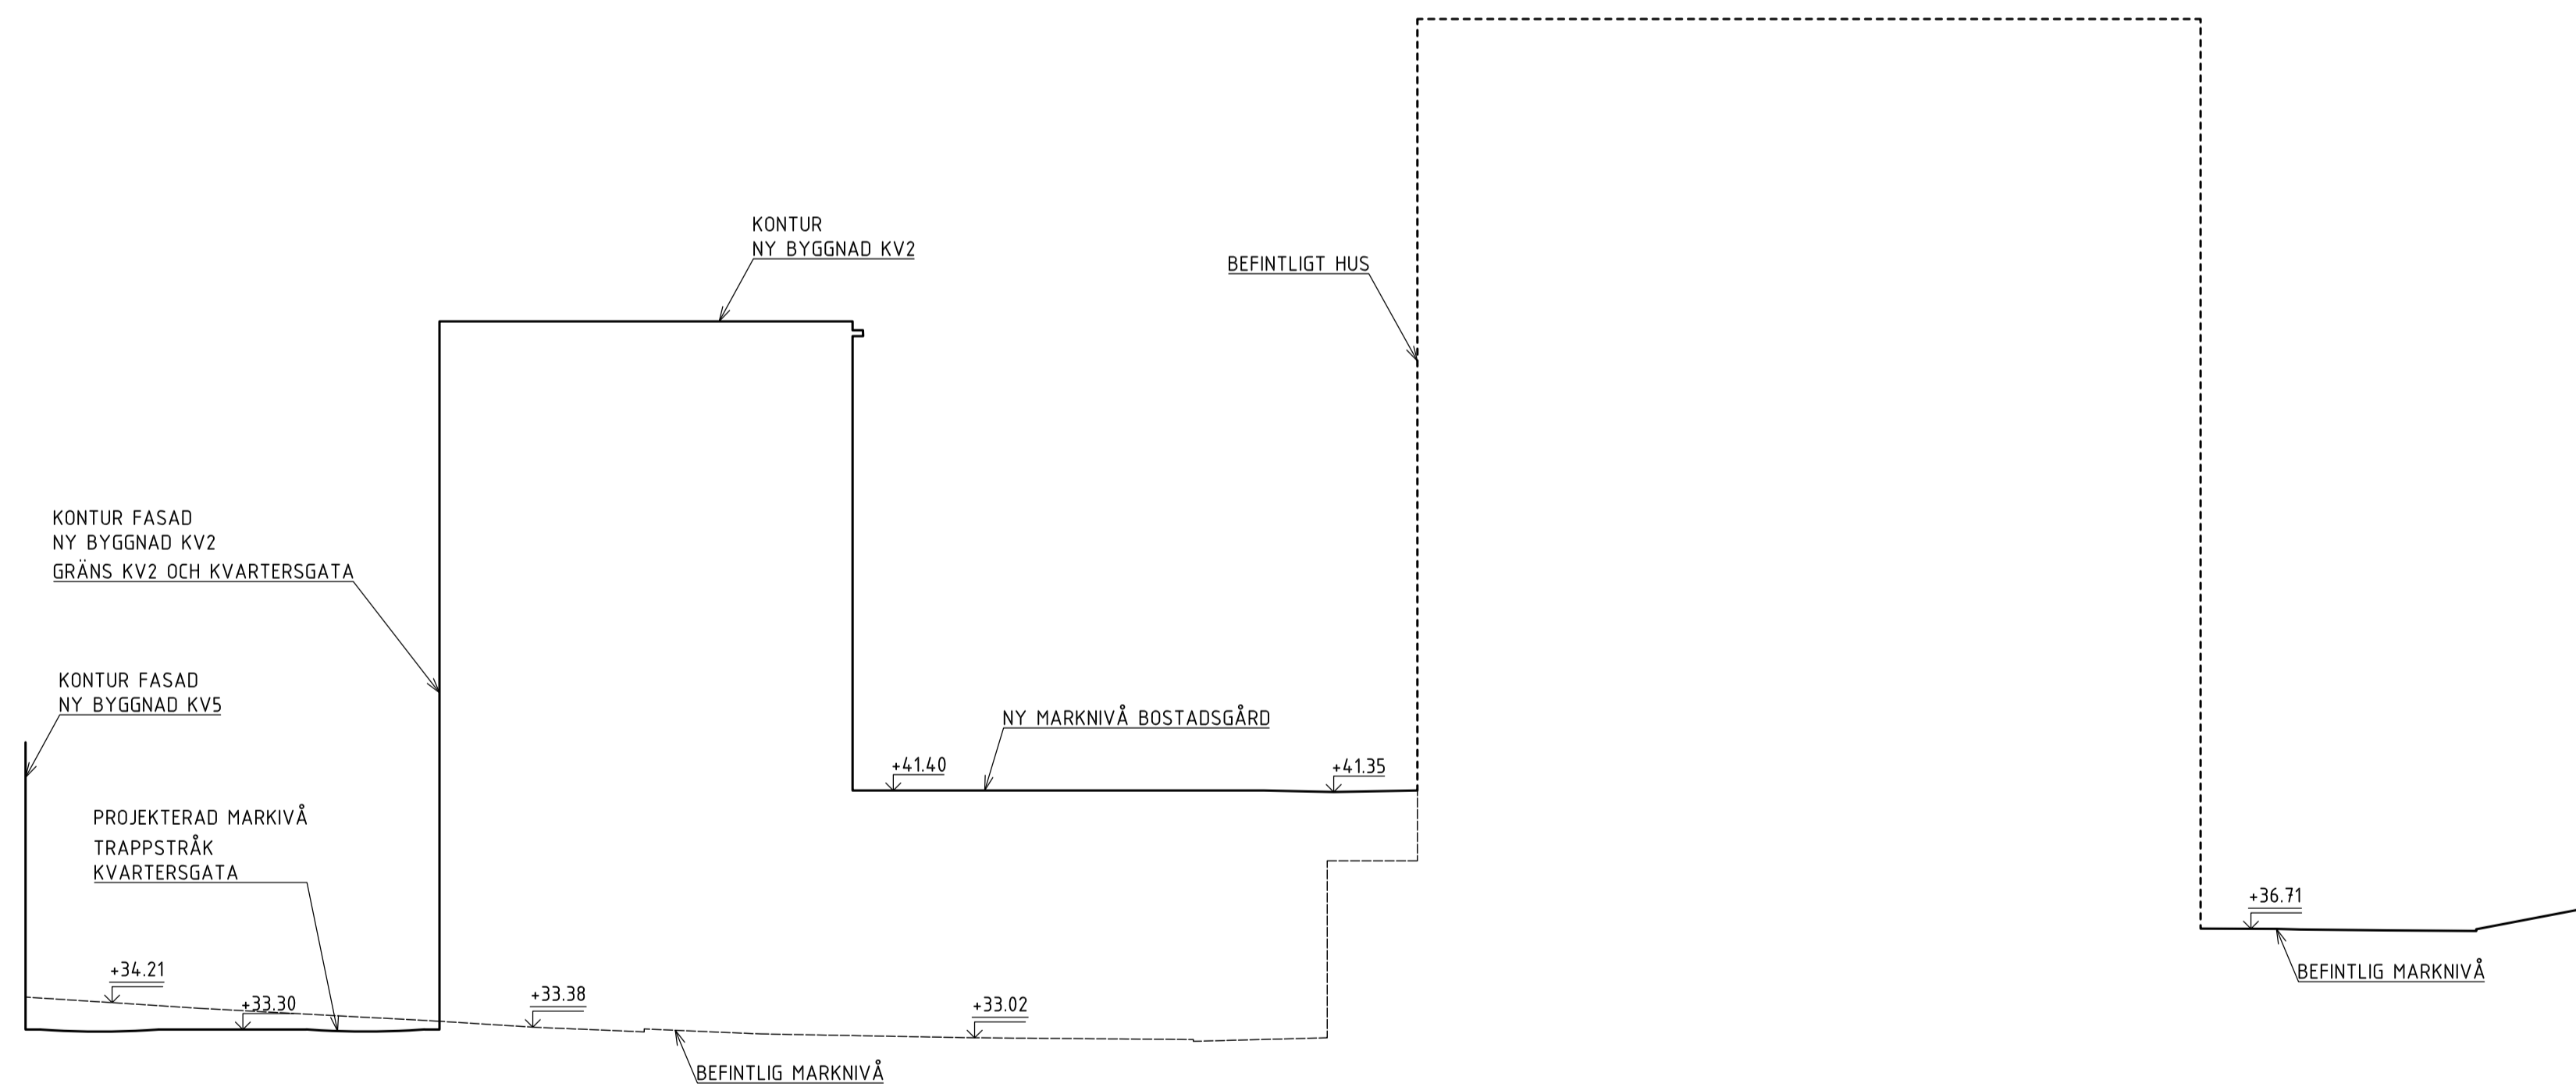 KONTUR
NY BYGGNAD KV2
BEFINTLIGT HUS
KONTUR FASAD
NY BYGGNAD KV2
GRÄNS KV2 OCH KVARTERSGATA
KONTUR FASAD
NY BYGGNAD KV5
NY MARKNIVÅ BOSTADSGÅRD
+41.40
+41.35
PROJEKTERAD MARKIVÅ
TRAPPSTRÅK
KVARTERSGATA
+36.71
+34.21
+33.30
+33.38
+33.02
BEFINTLIG MARKNIVÅ
BEFINTLIG MARKNIVÅ